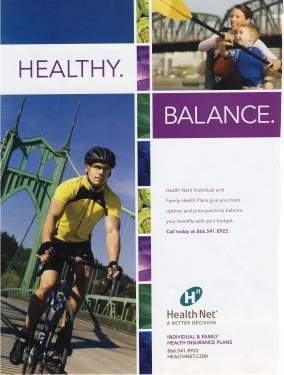 HEALTHY.
BALANCE.
Health Net's Individual and
Family Health Plans give you more
options and price points to balance
your benefits with your budget.
Call today at 866.541.8922.
Hn
Health Net®
A BETTER DECISION
INDIVIDUAL & FAMILY
HEALTH INSURANCE PLANS
866.541.8922
HEALTHNET.COM